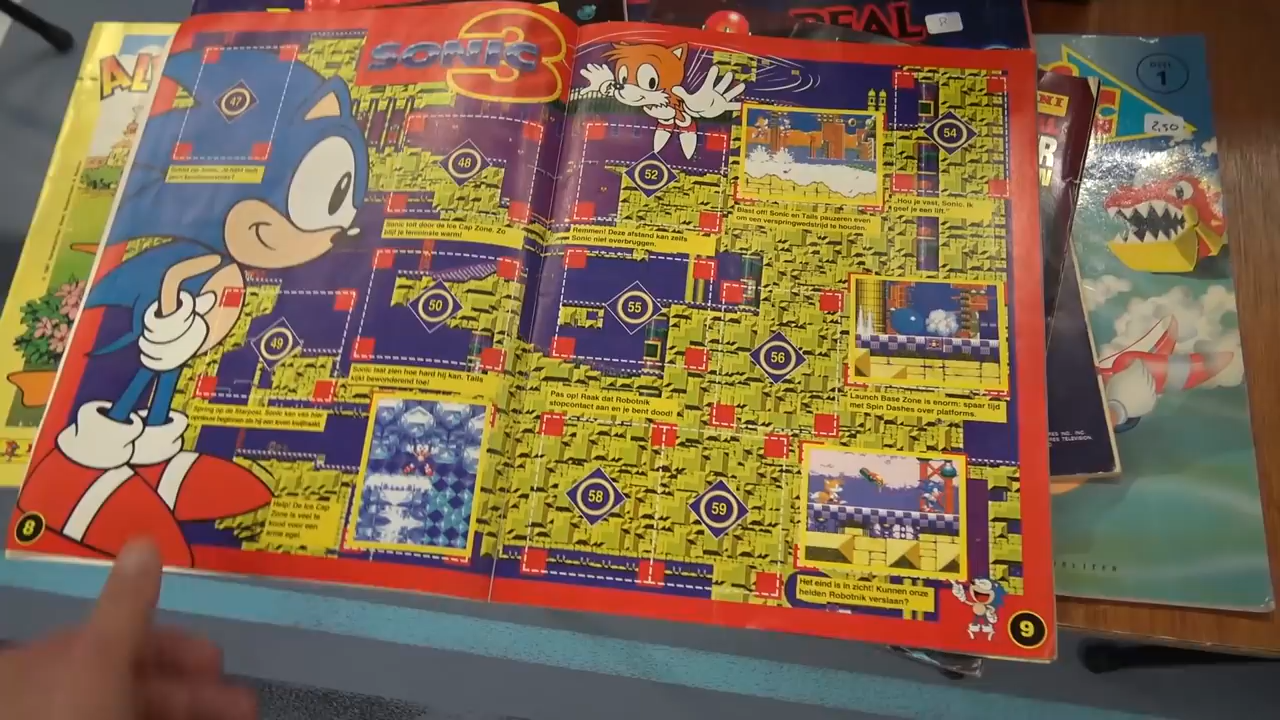 AL
REAL
DEEL
1
2,50
SONIC
3
47
48
Sonic tolt door de Ice Cap Zone. Zo
blijf je tenminste warm!
49
Spring op de Starpost. Sonic kan van hier
opnieuw beginnen als hij een leven kwijtraakt.
50
Sonic laat zien hoe hard hij kan. Tails
kijkt bewonderend toe!
Help! De Ice Cap
Zone is veel te
koud voor een
arme egel.
8
52
Remmen! Deze afstand kan zelfs
Sonic niet overbruggen.
Blast off! Sonic en Tails pauzeren even
om een verspringwedstrijd te houden.
54
„Hou je vast, Sonic. Ik
geef je een lift."
55
Pas op! Raak dat Robotnik
stopcontact aan en je bent dood!
56
Launch Base Zone is enorm: spaar tijd
met Spin Dashes over platforms.
58
59
Het eind is in zicht! Kunnen onze
helden Robotnik verslaan?
9